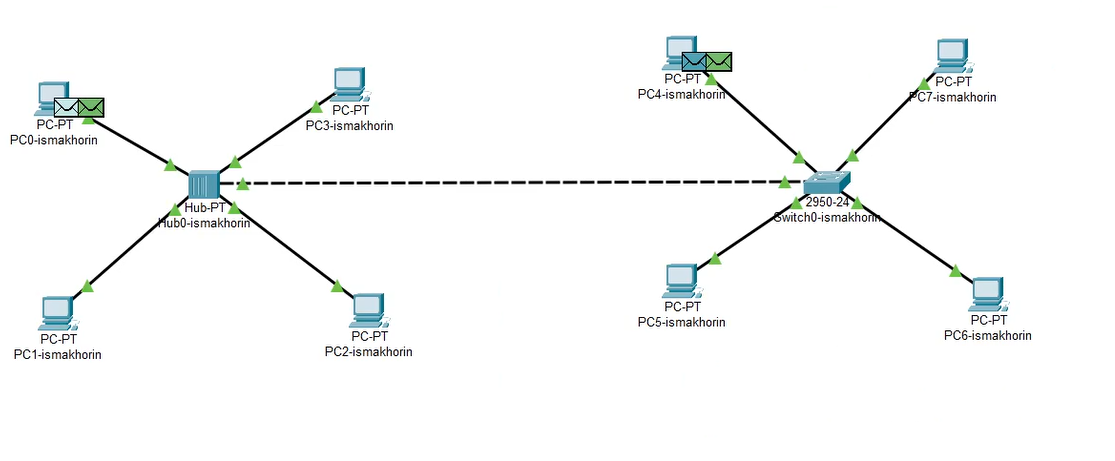 PC-PT
PC0-ismakhorin
PC-PT
PC3-ismakhorin
PC-PT
PC4-ismakhorin
PC-PT
PC7-ismakhorin
Hub-PT
Hub0-ismakhorin
2950-24
Switch0-ismakhorin
PC-PT
PC1-ismakhorin
PC-PT
PC2-ismakhorin
PC-PT
PC5-ismakhorin
PC-PT
PC6-ismakhorin